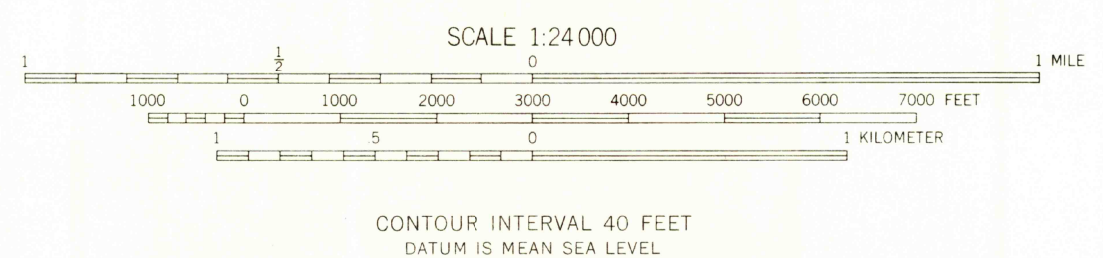 SCALE 1:24 000
1 1/2 0 1 MILE
1000 0 1000 2000 3000 4000 5000 6000 7000 FEET
1 5 0 1 KILOMETER
CONTOUR INTERVAL 40 FEET
DATUM IS MEAN SEA LEVEL